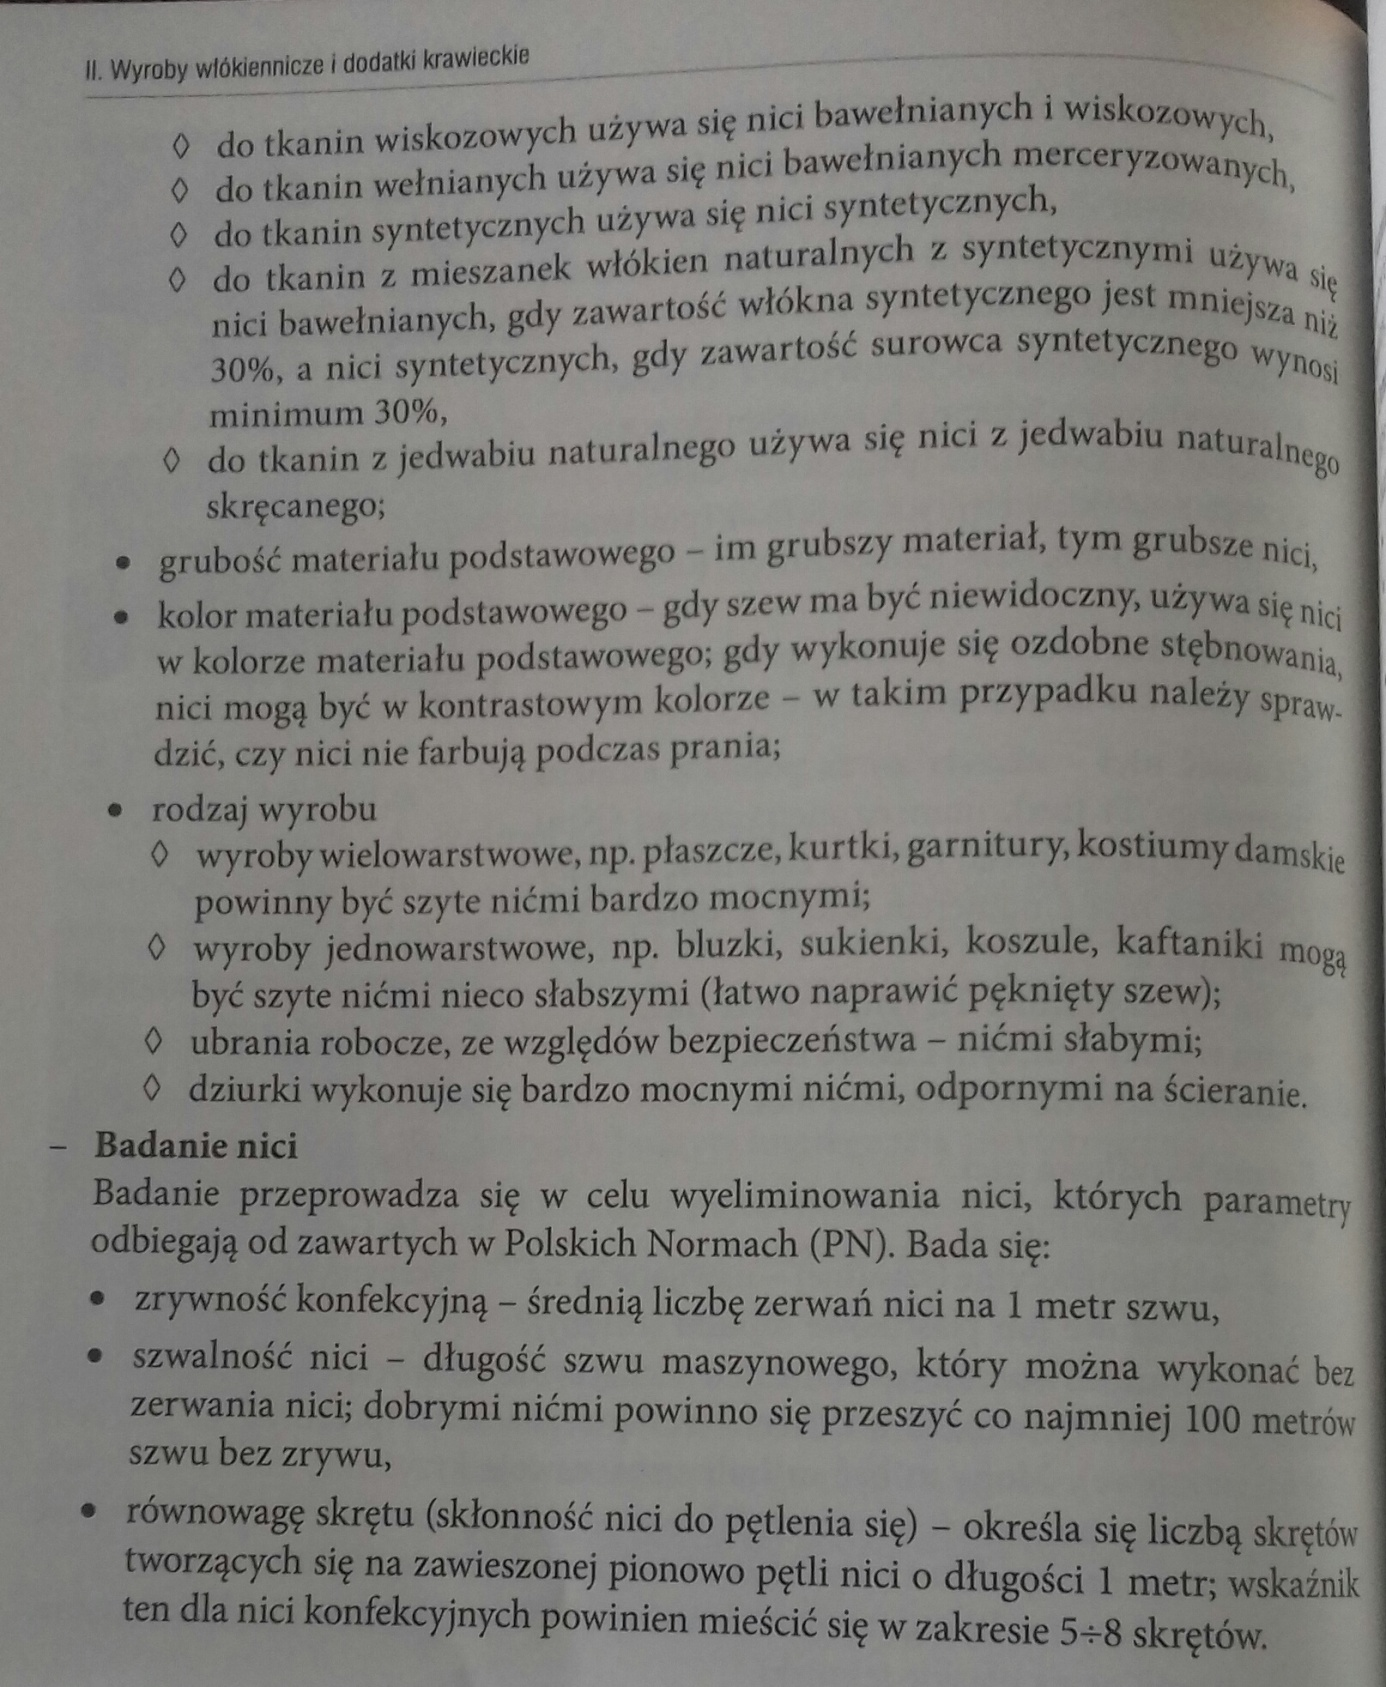 II. Wyroby włókiennicze i dodatki krawieckie
◊ do tkanin wiskozowych używa się nici bawełnianych i wiskozowych,
◊ do tkanin wełnianych używa się nici bawełnianych merceryzowanych,
◊ do tkanin syntetycznych używa się nici syntetycznych,
◊ do tkanin z mieszanek włókien naturalnych z syntetycznymi używa się
nici bawełnianych, gdy zawartość włókna syntetycznego jest mniejsza niż
30%, a nici syntetycznych, gdy zawartość surowca syntetycznego wynosi
minimum 30%,
◊ do tkanin z jedwabiu naturalnego używa się nici z jedwabiu naturalnego
skręcanego;
• grubość materiału podstawowego – im grubszy materiał, tym grubsze nici,
• kolor materiału podstawowego – gdy szew ma być niewidoczny, używa się nici
w kolorze materiału podstawowego; gdy wykonuje się ozdobne stębnowania,
nici mogą być w kontrastowym kolorze – w takim przypadku należy spraw-
dzić, czy nici nie farbują podczas prania;
• rodzaj wyrobu
◊ wyroby wielowarstwowe, np. płaszcze, kurtki, garnitury, kostiumy damskie
powinny być szyte nićmi bardzo mocnymi;
◊ wyroby jednowarstwowe, np. bluzki, sukienki, koszule, kaftaniki mogą
być szyte nićmi nieco słabszymi (łatwo naprawić pęknięty szew);
◊ ubrania robocze, ze względów bezpieczeństwa – nićmi słabymi;
◊ dziurki wykonuje się bardzo mocnymi nićmi, odpornymi na ścieranie.
– Badanie nici
Badanie przeprowadza się w celu wyeliminowania nici, których parametry
odbiegają od zawartych w Polskich Normach (PN). Bada się:
• zrywność konfekcyjną – średnią liczbę zerwań nici na 1 metr szwu,
• szwalność nici – długość szwu maszynowego, który można wykonać bez
zerwania nici; dobrymi nićmi powinno się przeszyć co najmniej 100 metrów
szwu bez zrywu,
• równowagę skrętu (skłonność nici do pętlenia się) – określa się liczbą skrętów
tworzących się na zawieszonej pionowo pętli nici o długości 1 metr; wskaźnik
ten dla nici konfekcyjnych powinien mieścić się w zakresie 5÷8 skrętów.